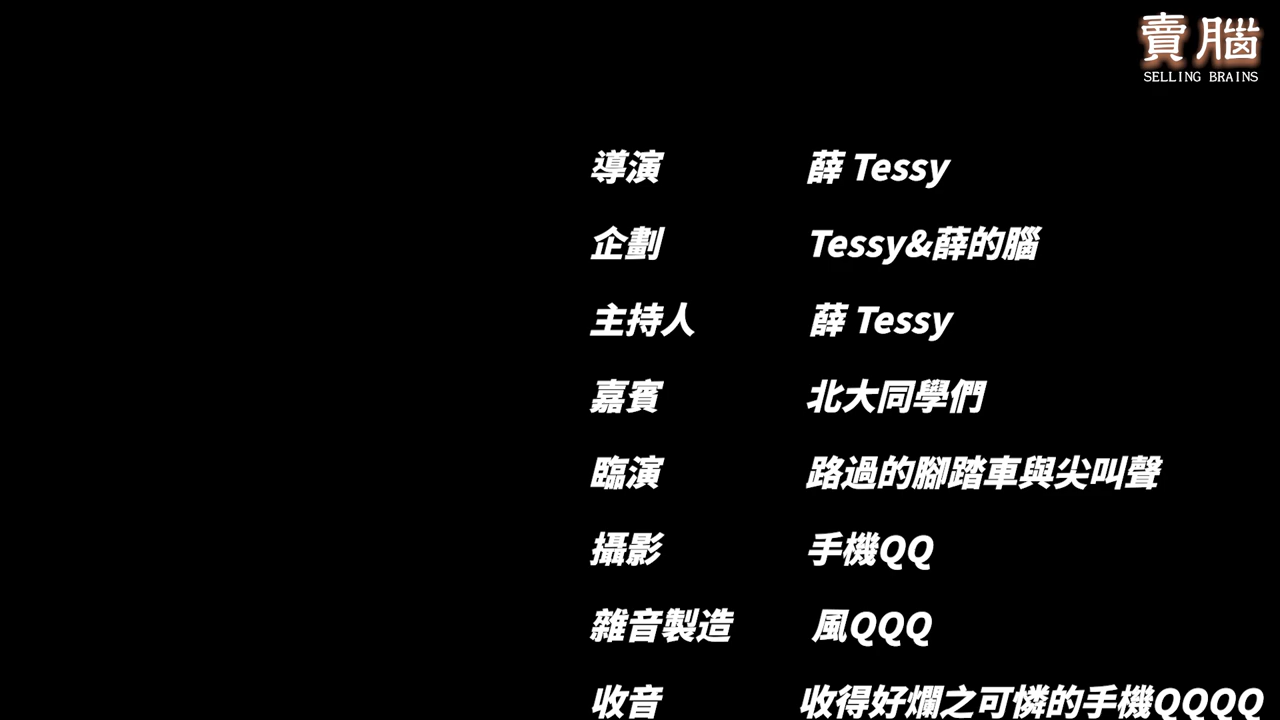 賣腦
SELLING BRAINS
導演 薛 Tessy
企劃 Tessy&薛的腦
主持人 薛 Tessy
嘉賓 北大同學們
臨演 路過的腳踏車與尖叫聲
攝影 手機QQ
雜音製造 風QQQ
收音 收得好爛之可憐的手機QQQQ